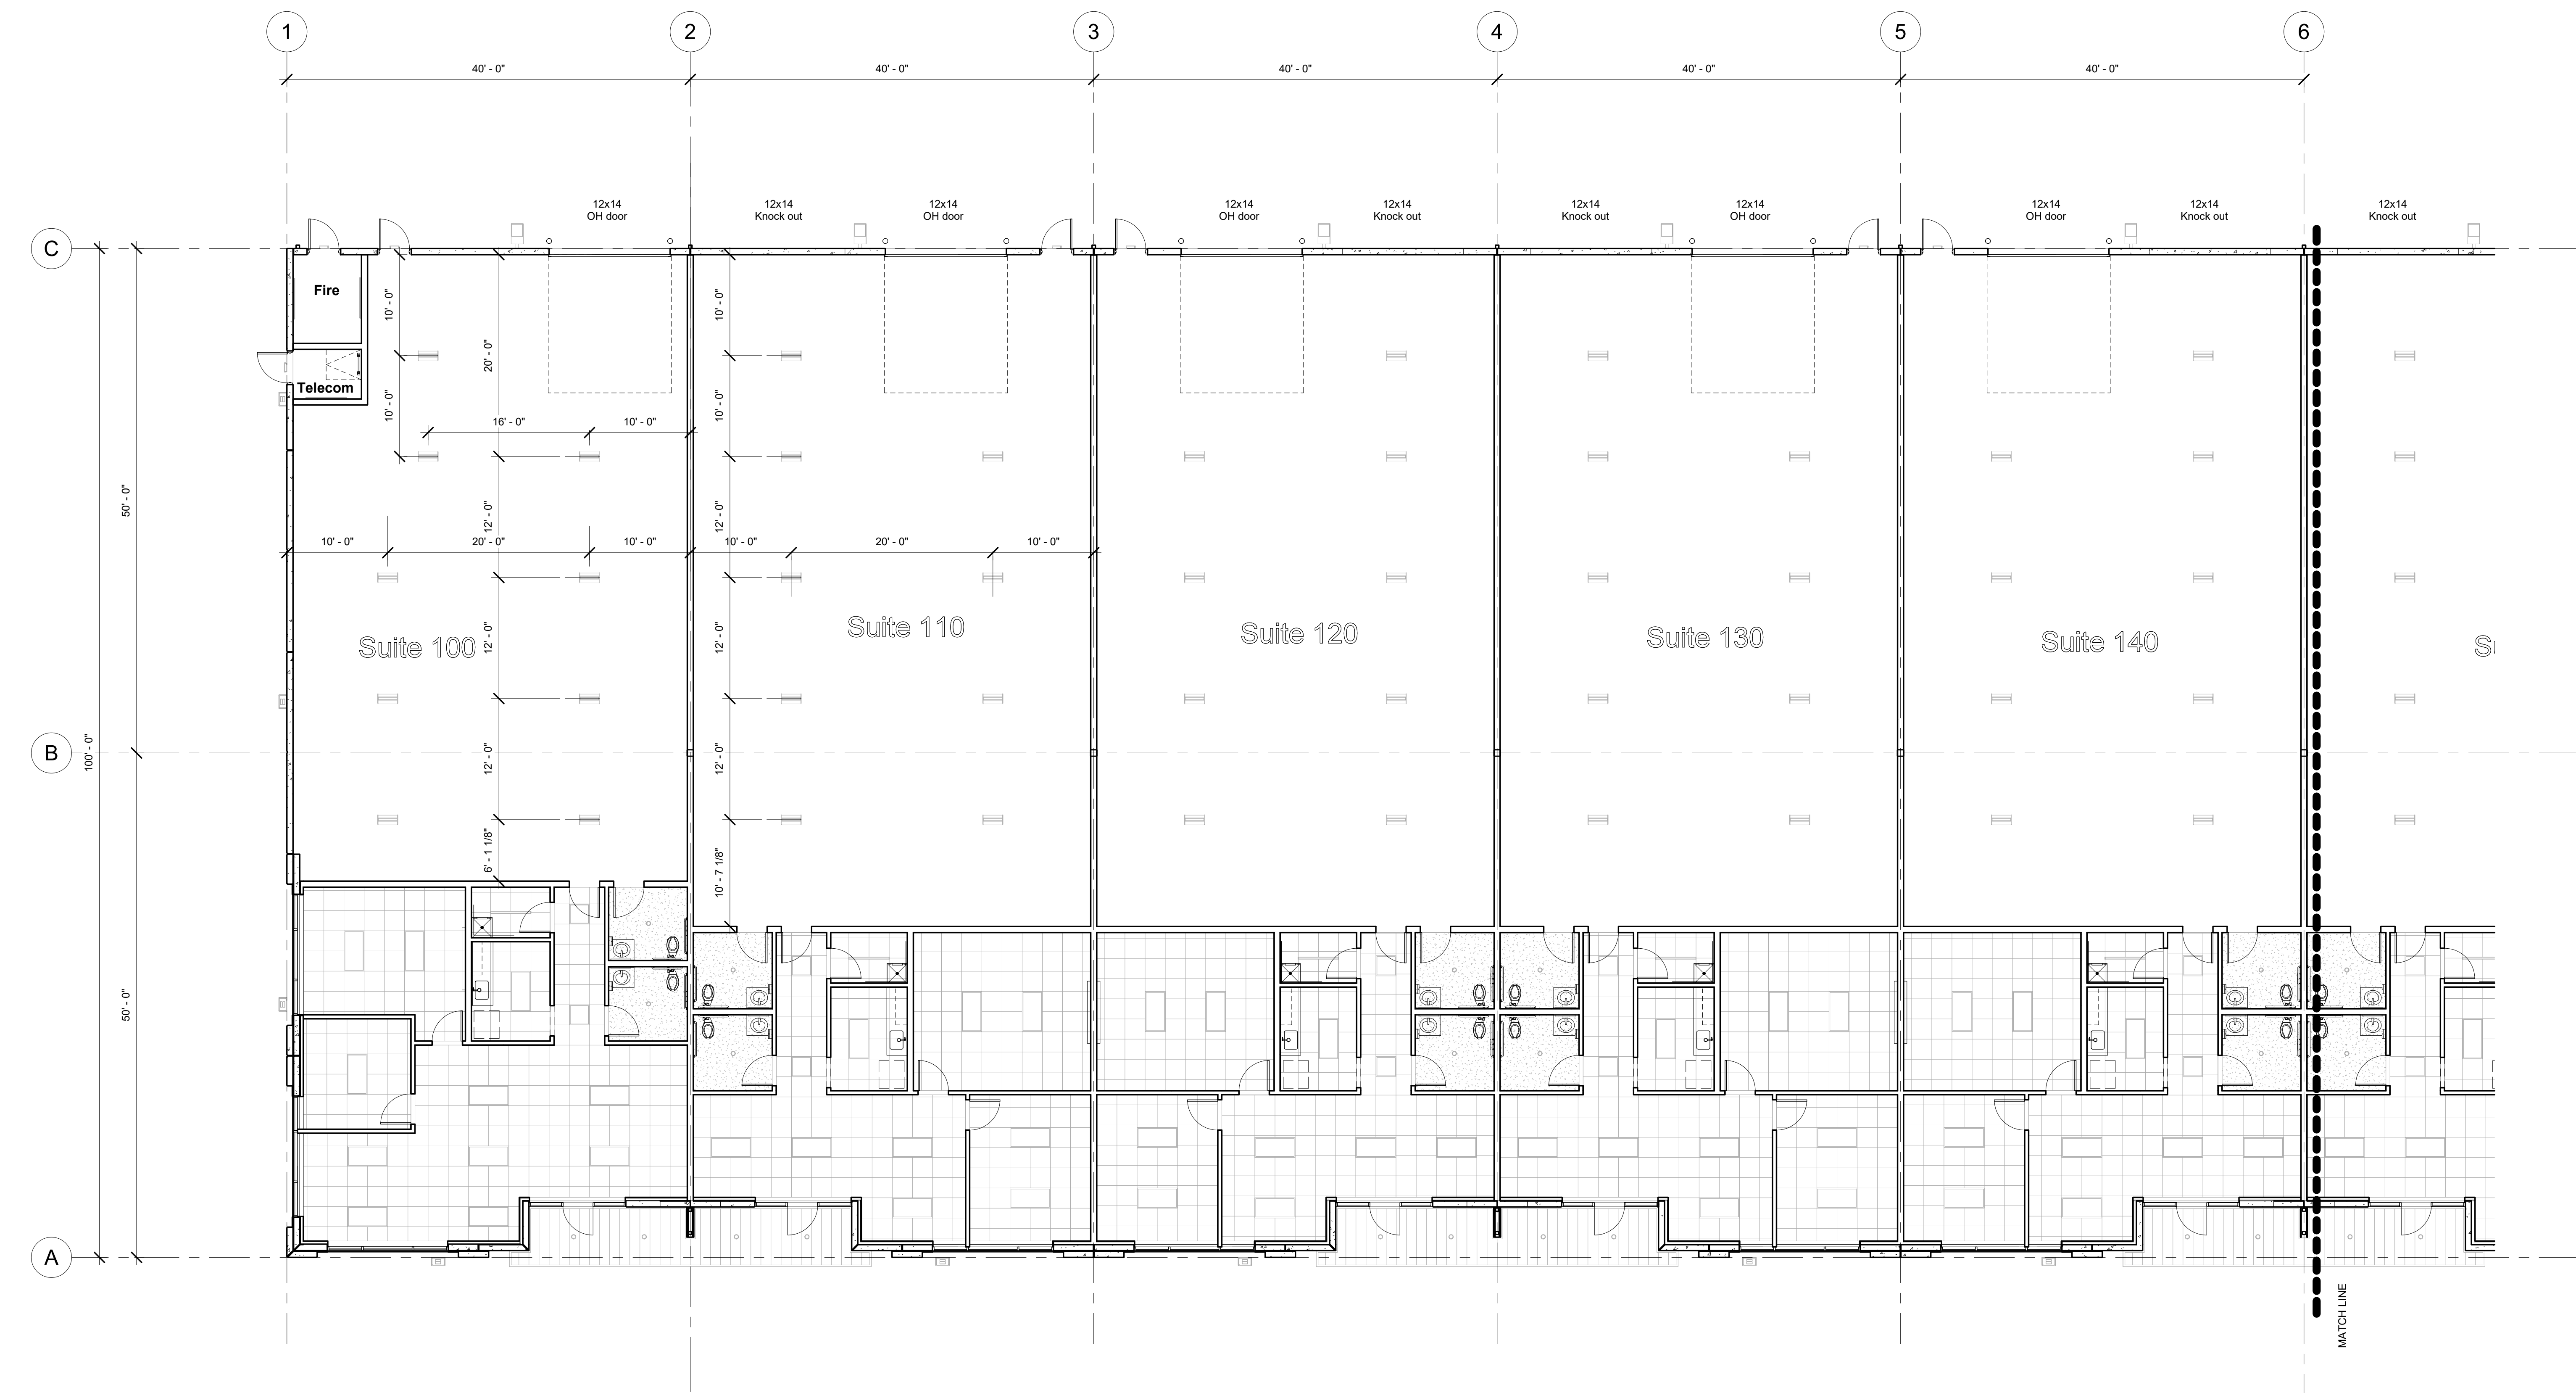 1
2
3
4
5
6
40' - 0"
40' - 0"
40' - 0"
40' - 0"
40' - 0"
12x14
OH door
12x14
Knock out
12x14
OH door
12x14
OH door
12x14
Knock out
12x14
Knock out
12x14
OH door
12x14
OH door
12x14
Knock out
12x14
Knock out
C
Fire
10' - 0"
10' - 0"
20' - 0"
Telecom
10' - 0"
10' - 0"
16' - 0"
10' - 0"
50' - 0"
12' - 0"
12' - 0"
10' - 0"
20' - 0"
10' - 0"
10' - 0"
20' - 0"
10' - 0"
Suite 100
12' - 0"
12' - 0"
Suite 110
Suite 120
Suite 130
Suite 140
B
100' - 0"
12' - 0"
12' - 0"
6' - 1 1/8"
10' - 7 1/8"
50' - 0"
A
MATCH LINE